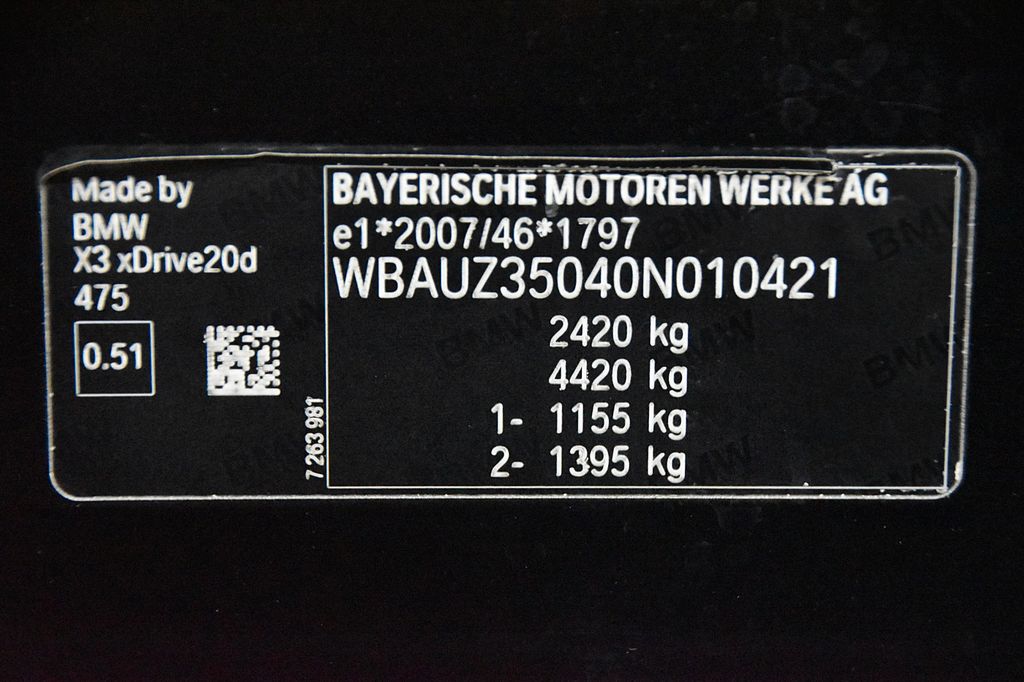 Made by
BMW
X3 xDrive20d
475
0.51
7 263 981
BAYERISCHE MOTOREN WERKE AG
e1*2007/46*1797
WBAUZ35040N010421
2420 kg
4420 kg
1- 1155 kg
2- 1395 kg